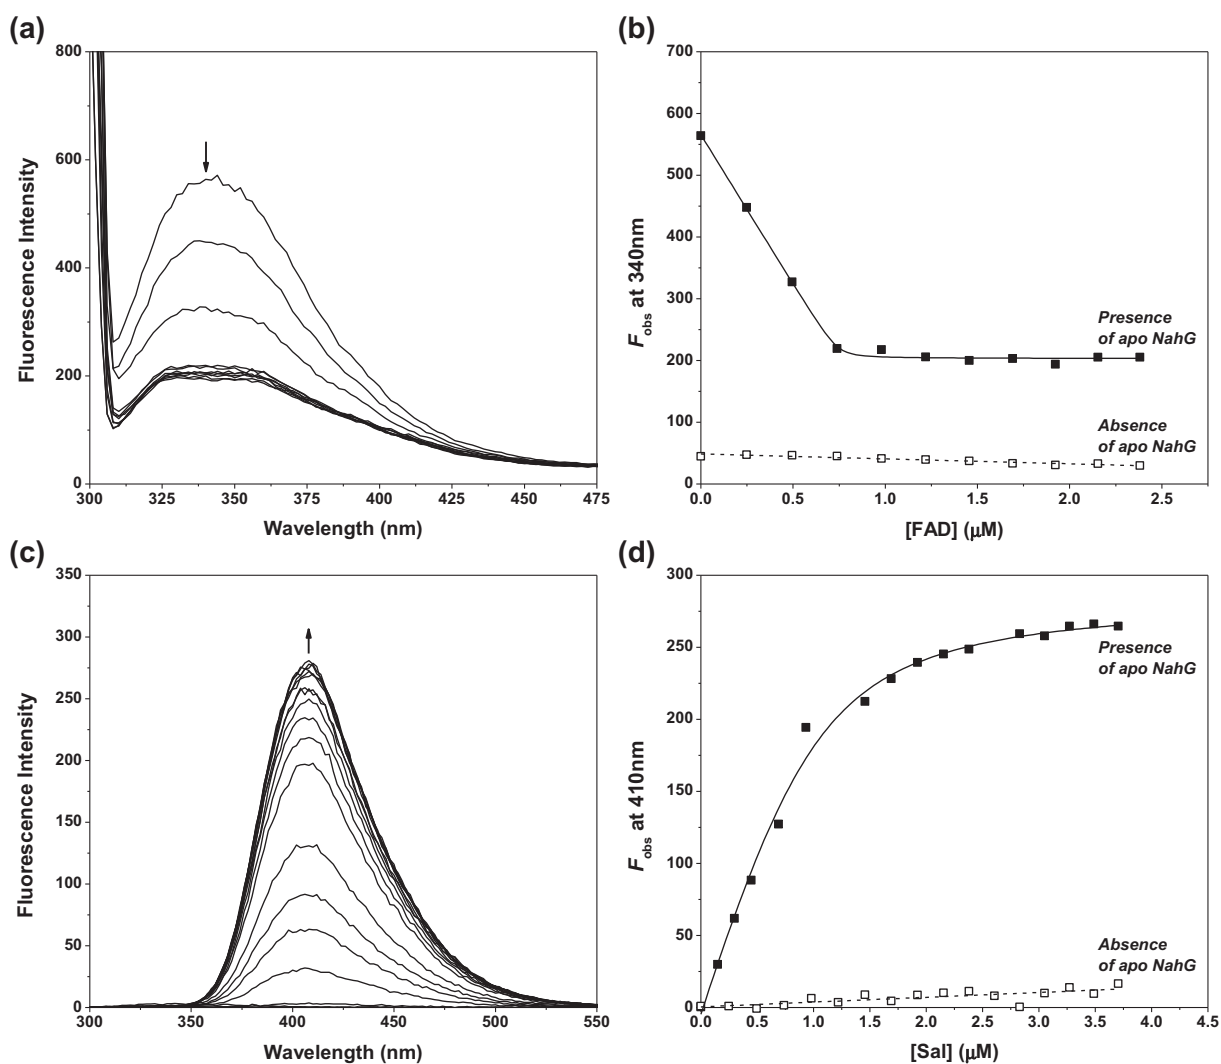 (a)
800
600
400
200
0
Fluorescence Intensity
300 325 350 375 400 425 450 475
Wavelength (nm)
(b)
700
600
500
400
300
200
100
0
F_obs at 340nm
Presence
of apo NahG
Absence
of apo NahG
0.0 0.5 1.0 1.5 2.0 2.5
[FAD] (μM)
(c)
350
300
250
200
150
100
50
0
Fluorescence Intensity
300 350 400 450 500 550
Wavelength (nm)
(d)
300
250
200
150
100
50
0
F_obs at 410nm
Presence
of apo NahG
Absence
of apo NahG
0.0 0.5 1.0 1.5 2.0 2.5 3.0 3.5 4.0 4.5
[Sal] (μM)